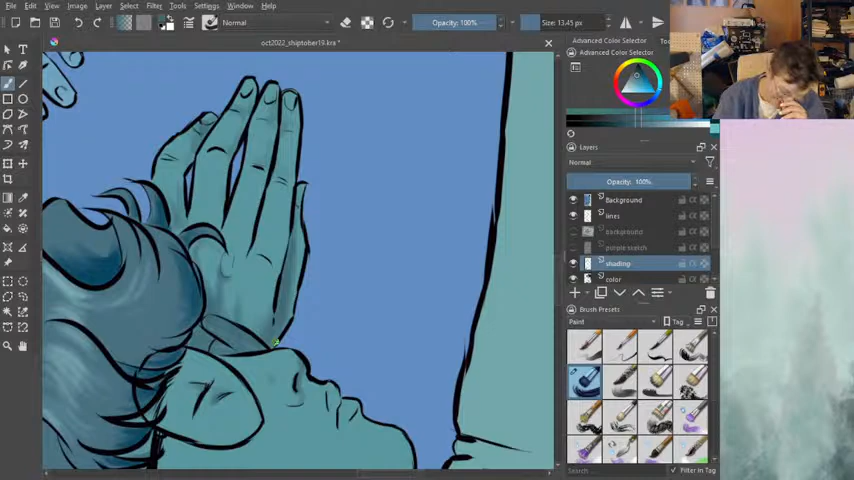 File Edit View Image Layer Select Filter Tools Settings Window Help
Normal
Opacity: 100%
Size: 13.45 px
oct2022_shiptober19.kra *
Advanced Color Selector
Advanced Color Selector
Layers
Normal
Opacity: 100%
Background
lines
background
purple sketch
shading
color
Brush Presets
Paint
Tag
Search
Filter in Tag